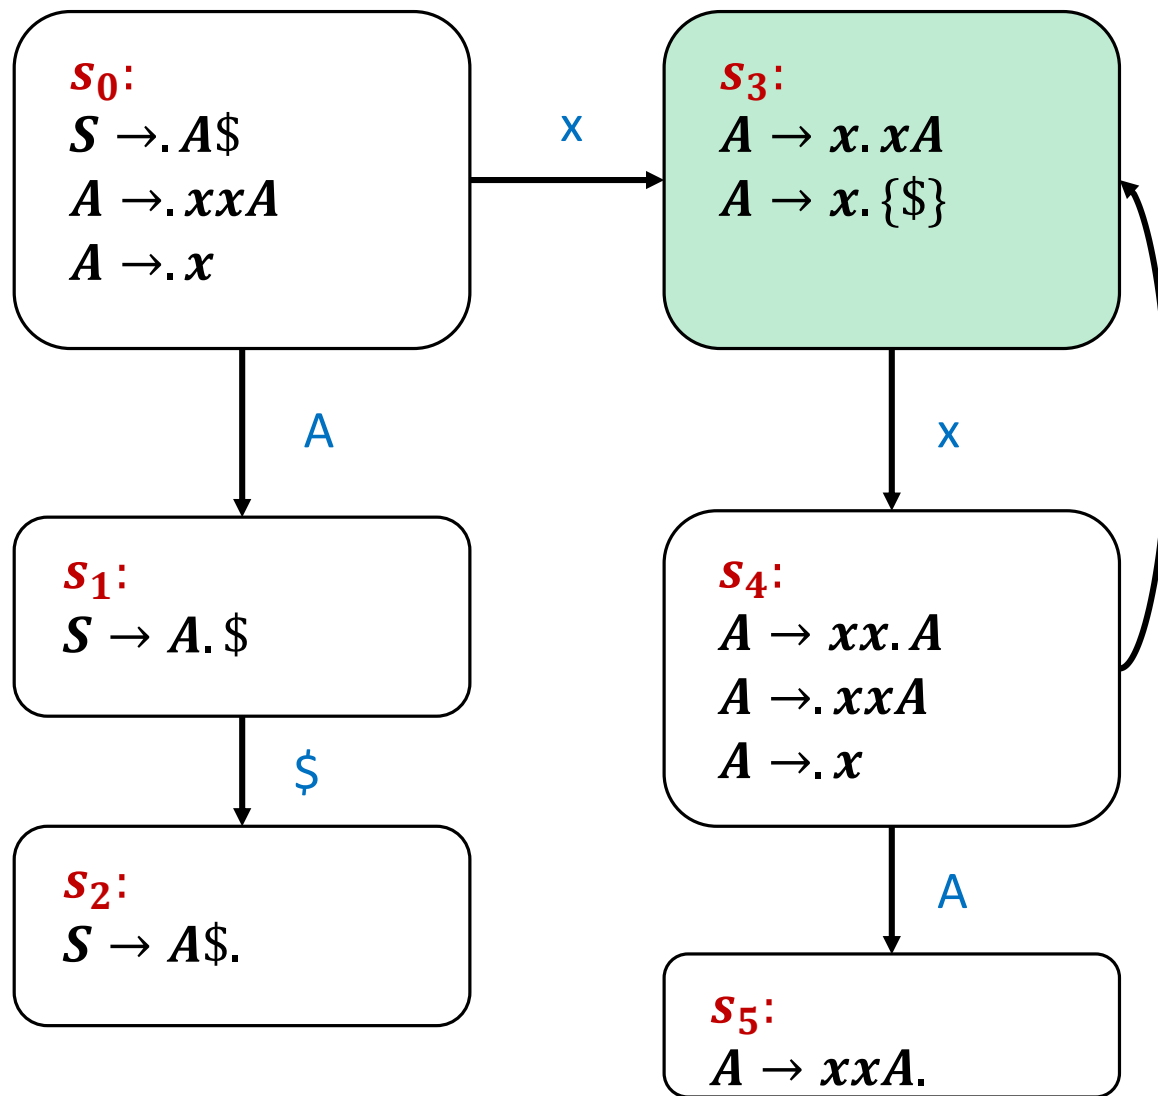 s₀:
S →. A$
A →. xxA
A →. x
x
s₃:
A → x. xA
A → x. {$}
A
x
s₁:
S → A. $
s₄:
A → xx. A
A →. xxA
A →. x
$
s₂:
S → A$.
A
s₅:
A → xxA.